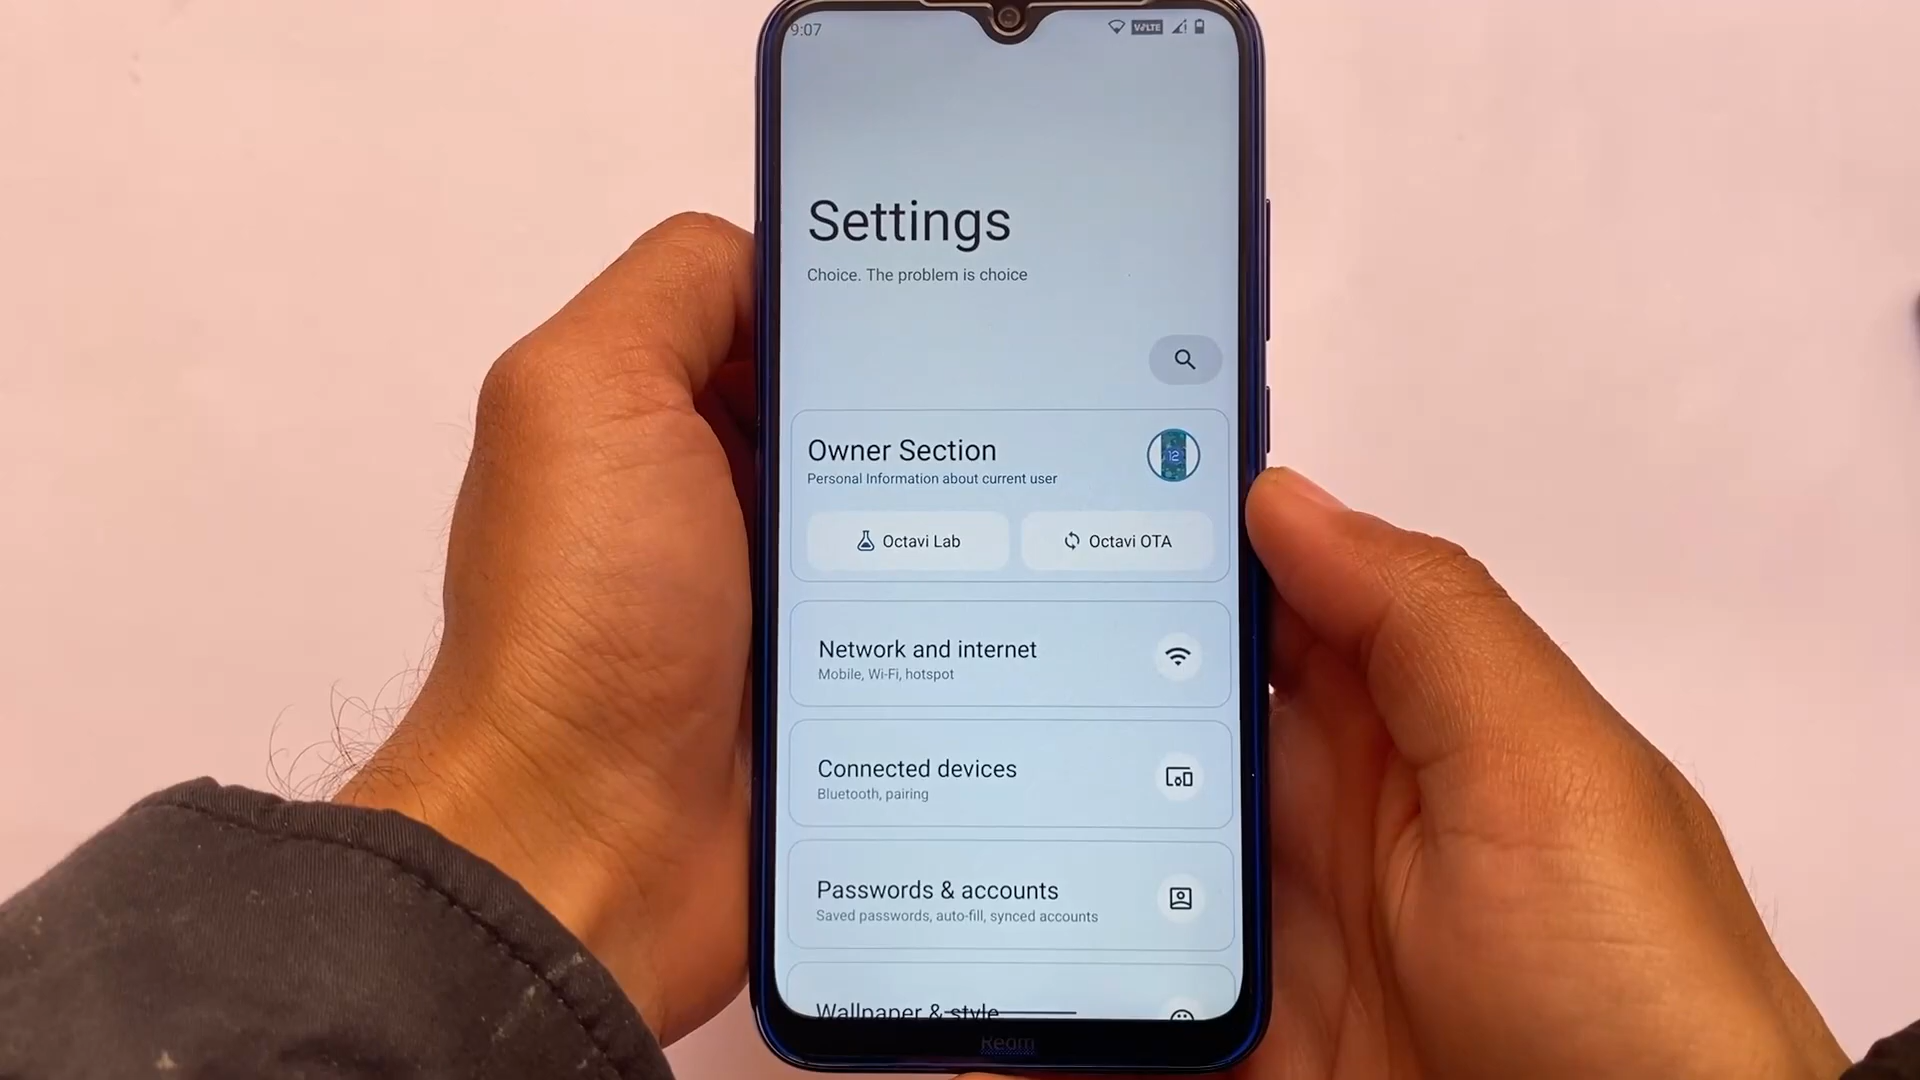 9:07
VoLTE
Settings
Choice. The problem is choice
Owner Section
Personal Information about current user
12
Octavi Lab
Octavi OTA
Network and internet
Mobile, Wi-Fi, hotspot
Connected devices
Bluetooth, pairing
Passwords & accounts
Saved passwords, auto-fill, synced accounts
Wallpaper & style